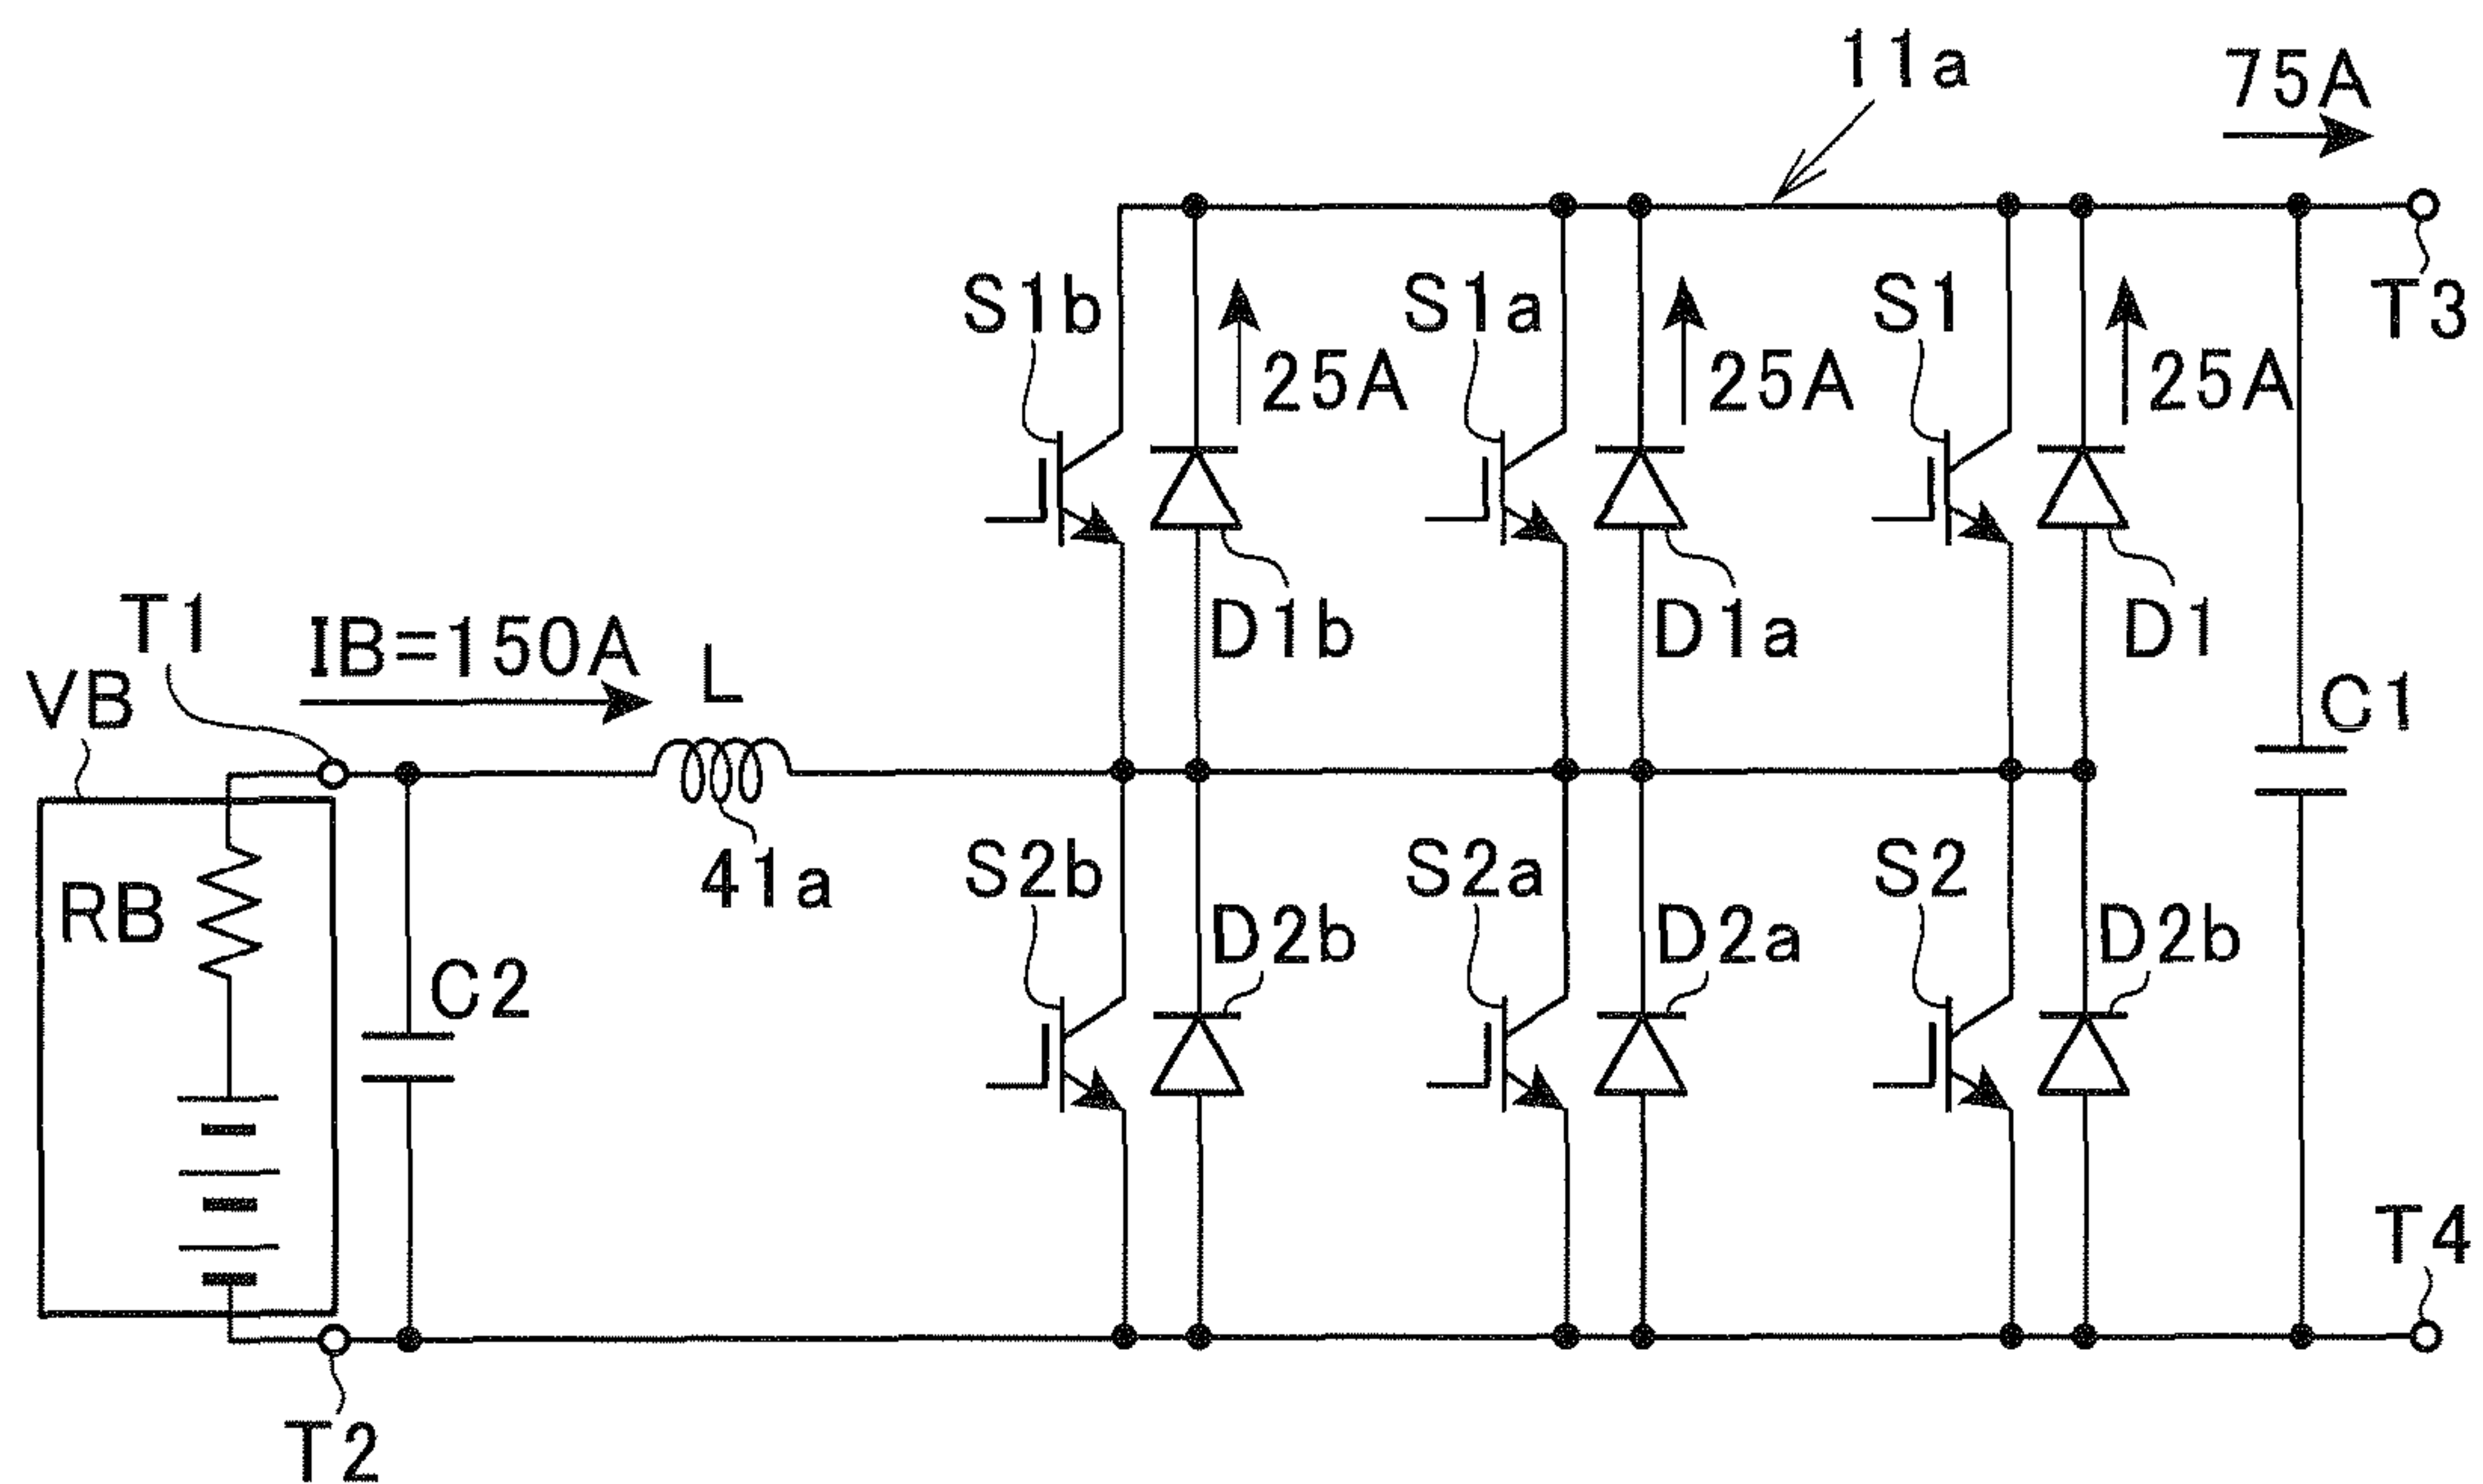 11a
75A
S1b
S1a
S1
T3
25A
25A
25A
T1
IB=150A
L
D1b
D1a
D1
VB
C1
41a
S2b
S2a
S2
RB
D2b
D2a
D2b
C2
T4
T2